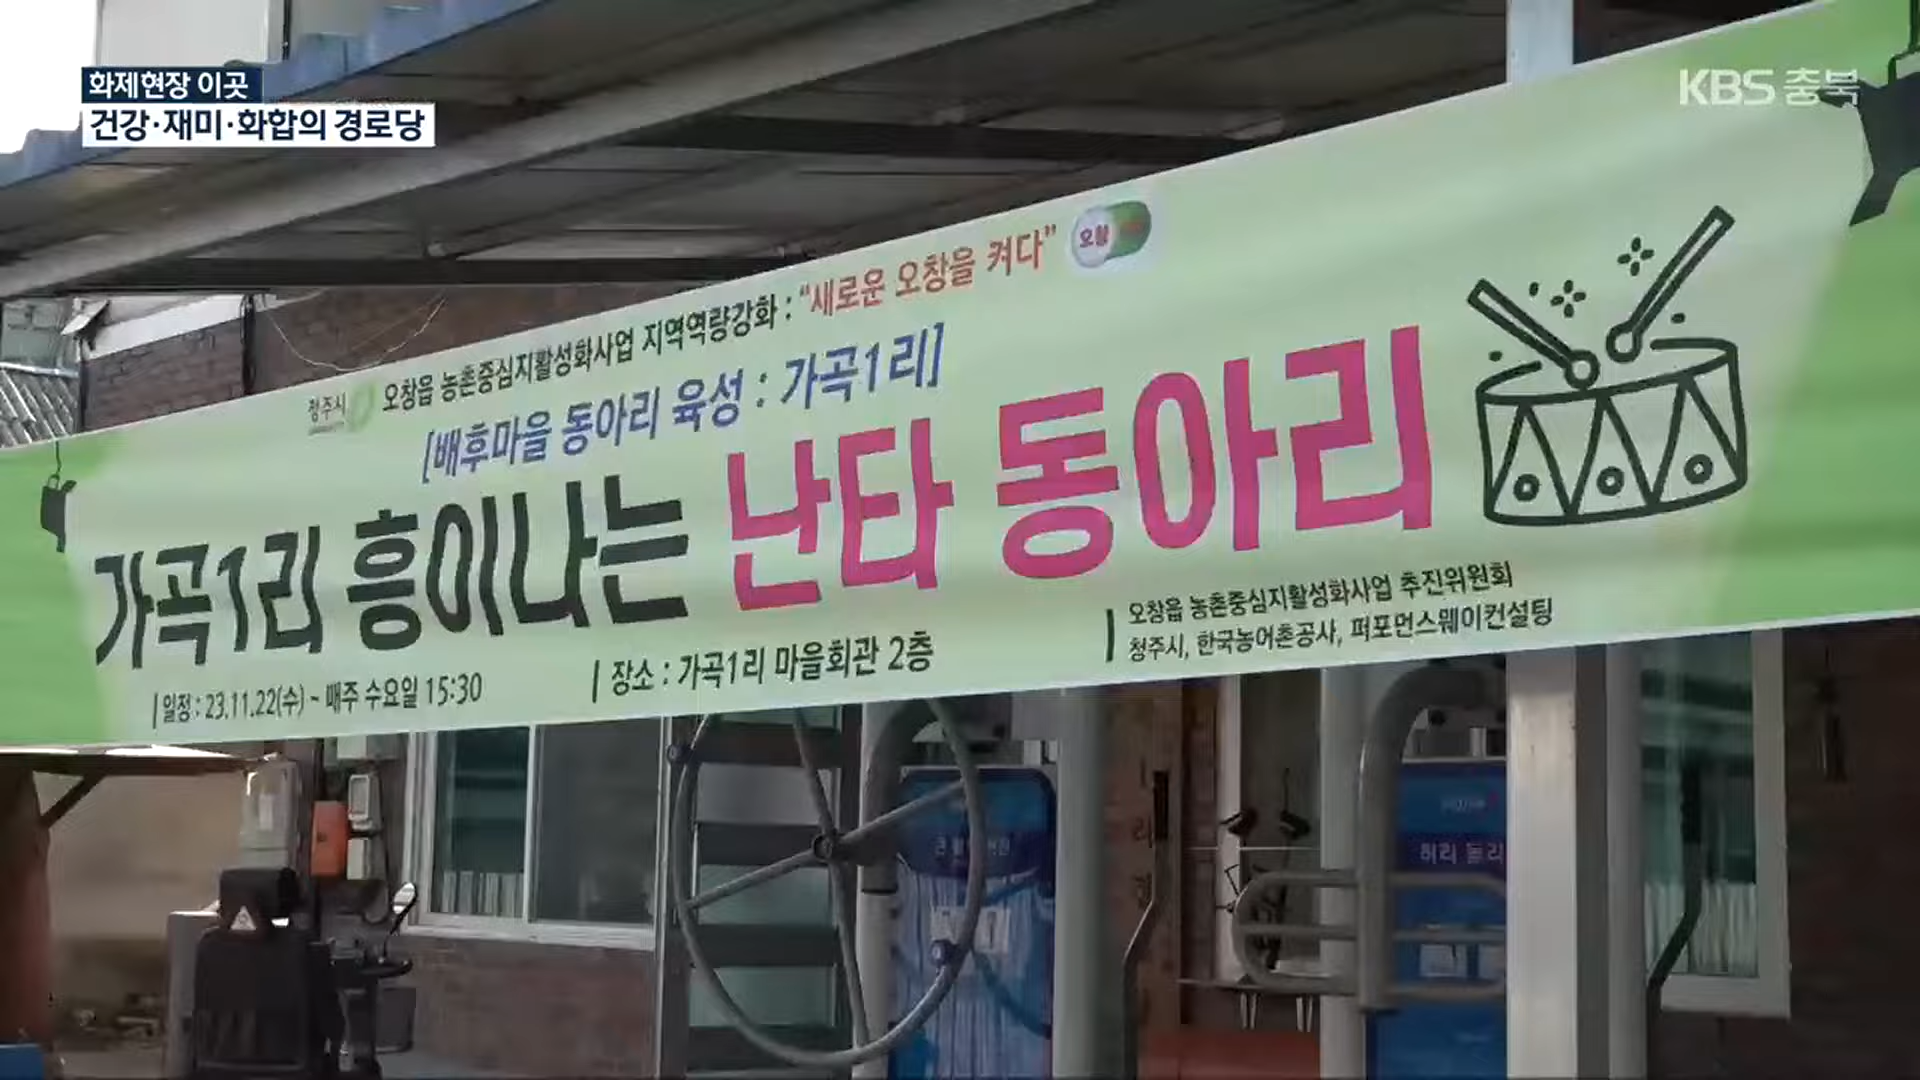 화제현장 이곳
건강·재미·화합의 경로당
KBS 충북
청주시
오창읍 농촌중심지활성화사업 지역역량강화 : "새로운 오창을 켜다"
오창
[배후마을 동아리 육성 : 가곡1리]
가곡1리 흥이나는 난타 동아리
일정 : 23.11.22(수) ~ 매주 수요일 15:30
장소 : 가곡1리 마을회관 2층
오창읍 농촌중심지활성화사업 추진위원회
청주시, 한국농어촌공사, 퍼포먼스웨이컨설팅
허리 돌리